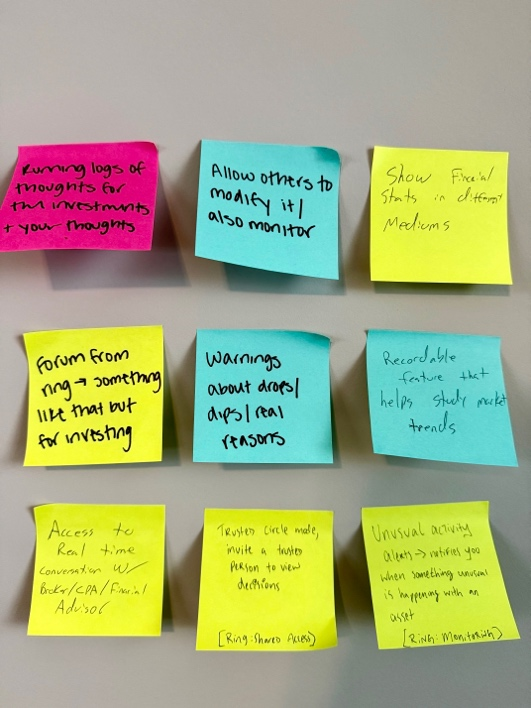 Running logs of
thoughts for
the investments
+ your thoughts
Allow others to
modify it/
also monitor
Show Finacial
Starts in different
Mediums
Forum from
ring → something
like that but
for investing
Warnings
about drops/
dips/real
reasons
Recordable
feature that
helps study market
trends
Access to
Real time
conversation w/
Broker/CPA/Finacial
Advisor
Trusted Circle mode,
invite a trusted
person to view
decisions
[Ring: Shared Access]
Unusual activity
alerts → notifies you
when something unusual
is happening with an
asset
[Ring: Monitoring]